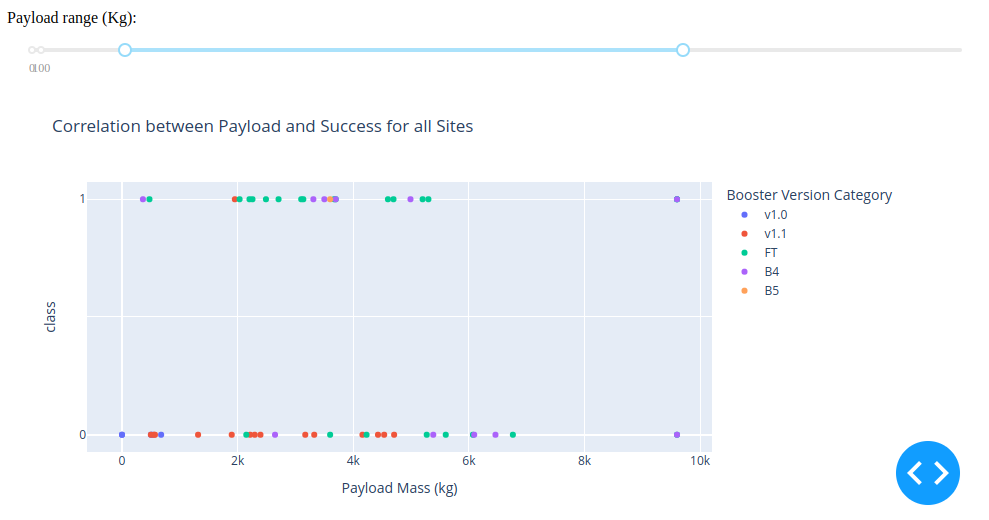 Payload range (Kg):
0100
Correlation between Payload and Success for all Sites
Booster Version Category
v1.0
v1.1
FT
B4
B5
1
0
class
0 2k 4k 6k 8k 10k
Payload Mass (kg)